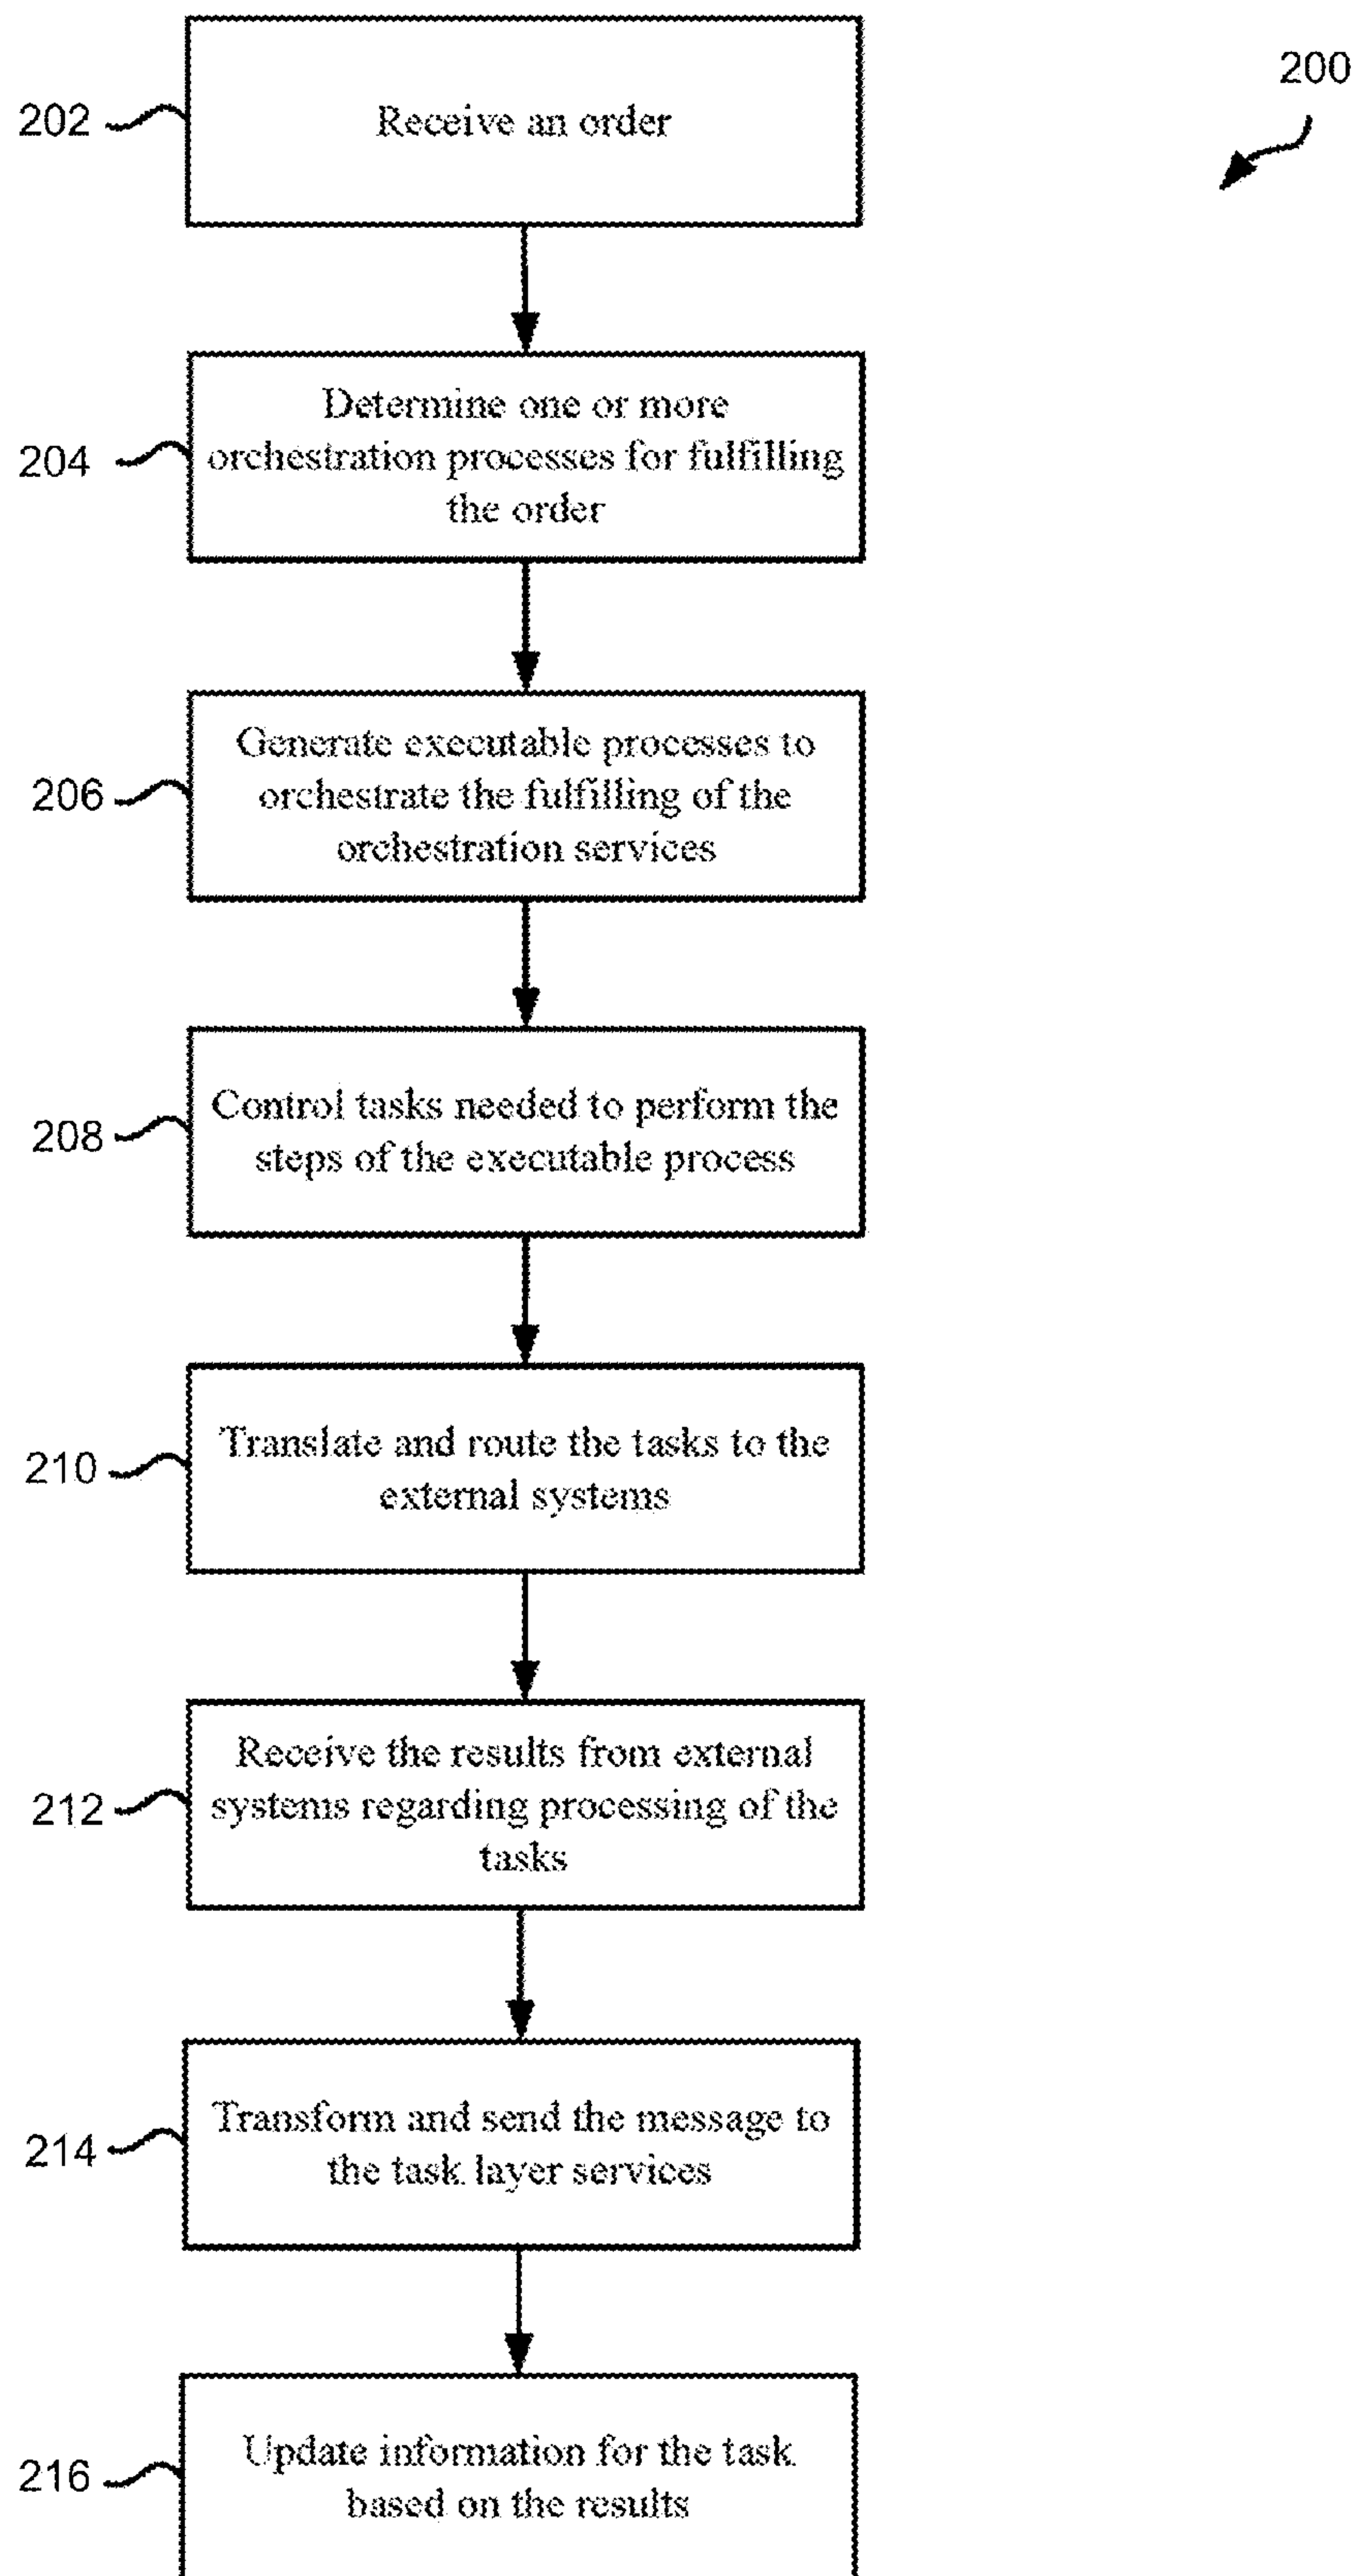 200
202
Receive an order
204
Determine one or more
orchestration processes for fulfilling
the order
206
Generate executable processes to
orchestrate the fulfilling of the
orchestration services
208
Control tasks needed to perform the
steps of the executable process
210
Translate and route the tasks to the
external systems
212
Receive the results from external
systems regarding processing of the
tasks
214
Transform and send the message to
the task layer services
216
Update information for the task
based on the results